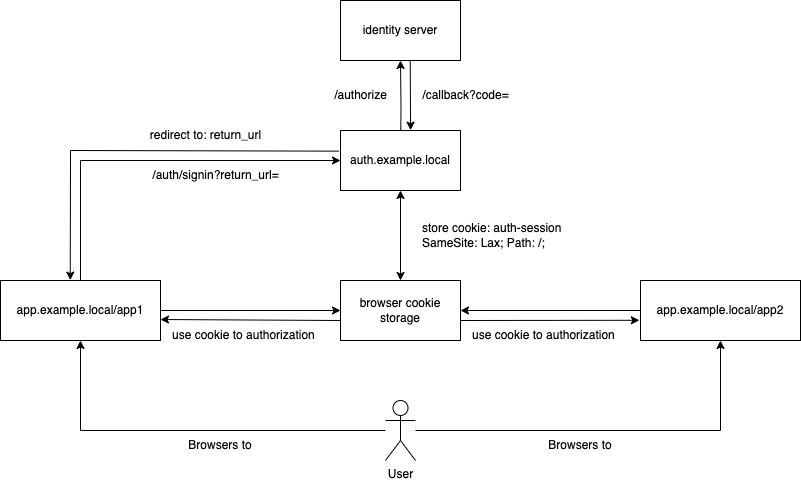 identity server
/authorize
/callback?code=
redirect to: return_url
auth.example.local
/auth/signin?return_url=
store cookie: auth-session
SameSite: Lax; Path: /;
app.example.local/app1
browser cookie
storage
app.example.local/app2
use cookie to authorization
use cookie to authorization
Browsers to
Browsers to
User